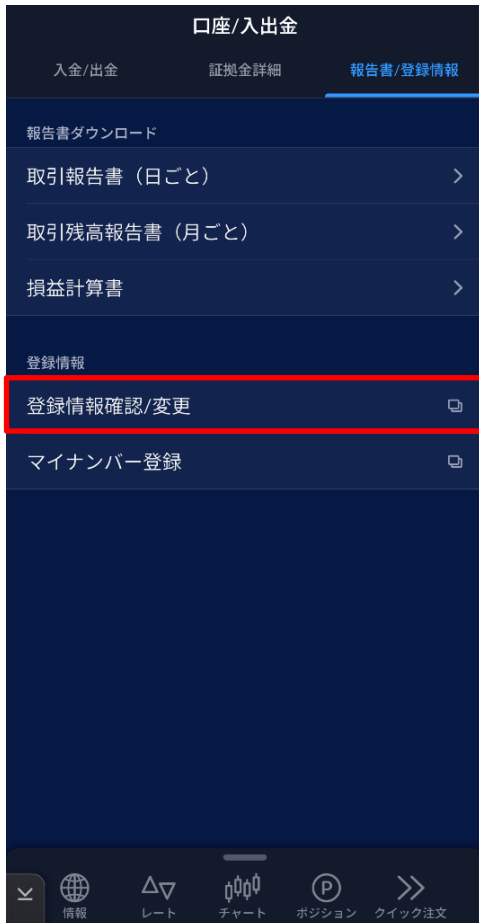 口座/入出金
入金/出金 証拠金詳細 報告書/登録情報
報告書ダウンロード
取引報告書（日ごと）
取引残高報告書（月ごと）
損益計算書
登録情報
登録情報確認/変更
マイナンバー登録
P
情報 レート チャート ポジション クイック注文